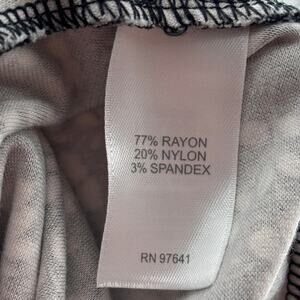 77% RAYON
20% NYLON
3% SPANDEX
RN 97641